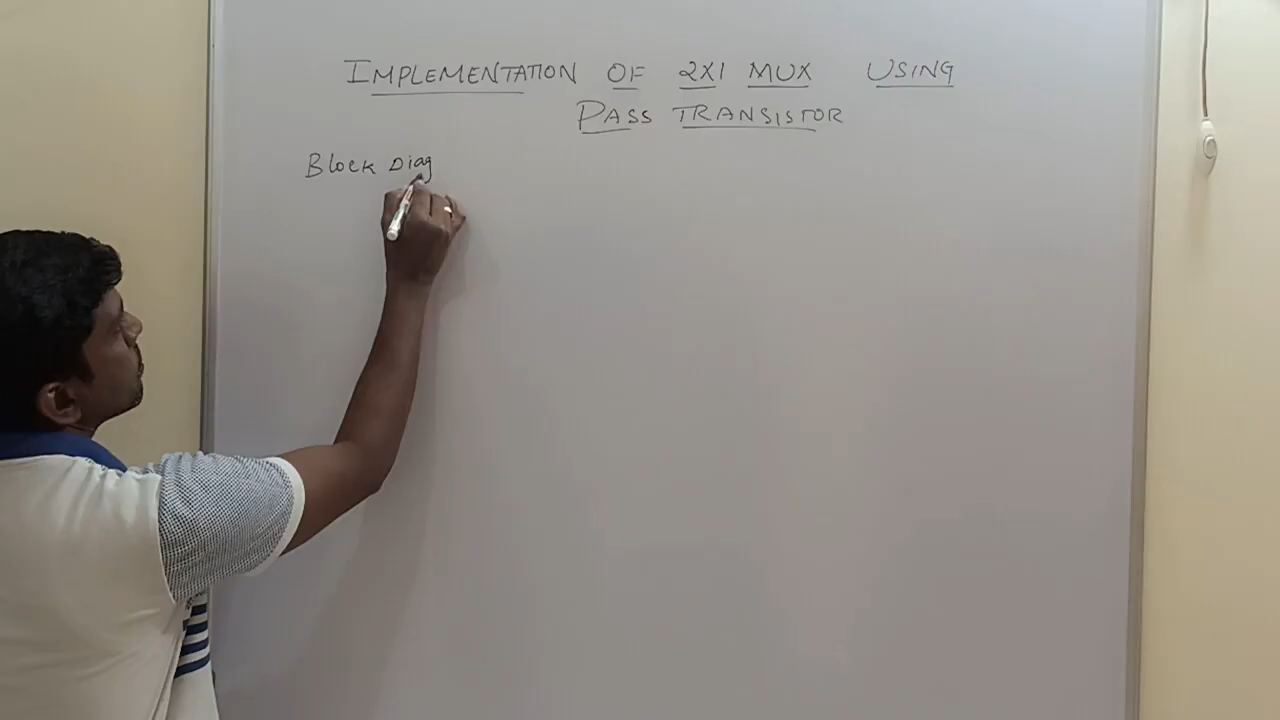 IMPLEMENTATION OF 2X1 MUX USING
PASS TRANSISTOR
Block Diag